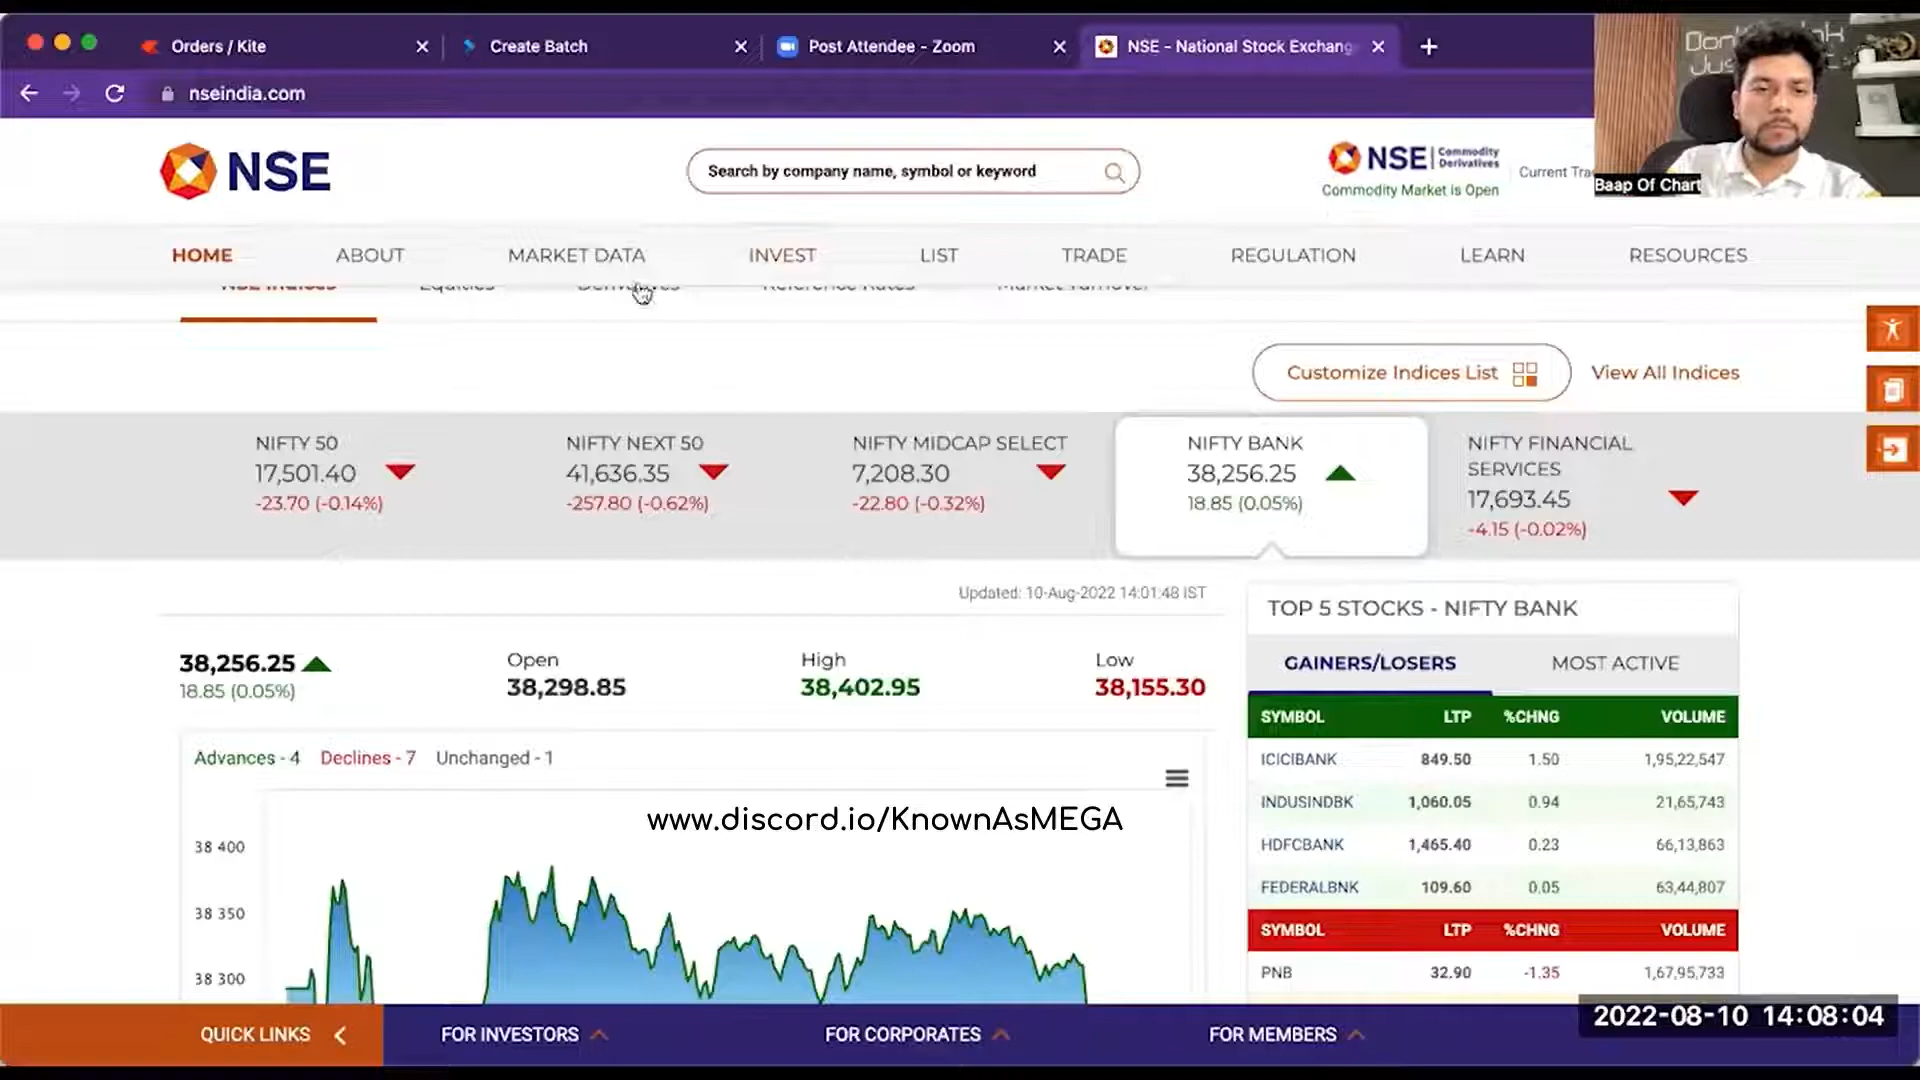 Orders / Kite
Create Batch
Post Attendee - Zoom
NSE - National Stock Exchang
nseindia.com
Baap Of Chart
NSE
Search by company name, symbol or keyword
NSE Commodity Derivatives
Commodity Market is Open
Current Tra
HOME ABOUT MARKET DATA INVEST LIST TRADE REGULATION LEARN RESOURCES
NSE Indices Equities Derivatives Reference Rates Market Turnover
Customize Indices List
View All Indices
NIFTY 50
17,501.40
-23.70 (-0.14%)
NIFTY NEXT 50
41,636.35
-257.80 (-0.62%)
NIFTY MIDCAP SELECT
7,208.30
-22.80 (-0.32%)
NIFTY BANK
38,256.25
18.85 (0.05%)
NIFTY FINANCIAL
SERVICES
17,693.45
-4.15 (-0.02%)
Updated: 10-Aug-2022 14:01:48 IST
38,256.25
18.85 (0.05%)
Open
38,298.85
High
38,402.95
Low
38,155.30
Advances - 4 Declines - 7 Unchanged - 1
www.discord.io/KnownAsMEGA
38 400
38 350
38 300
TOP 5 STOCKS - NIFTY BANK
GAINERS/LOSERS MOST ACTIVE
SYMBOL LTP %CHNG VOLUME
ICICIBANK 849.50 1.50 1,95,22,547
INDUSINDBK 1,060.05 0.94 21,65,743
HDFCBANK 1,465.40 0.23 66,13,863
FEDERALBNK 109.60 0.05 63,44,807
SYMBOL LTP %CHNG VOLUME
PNB 32.90 -1.35 1,67,95,733
QUICK LINKS
FOR INVESTORS
FOR CORPORATES
FOR MEMBERS
2022-08-10 14:08:04